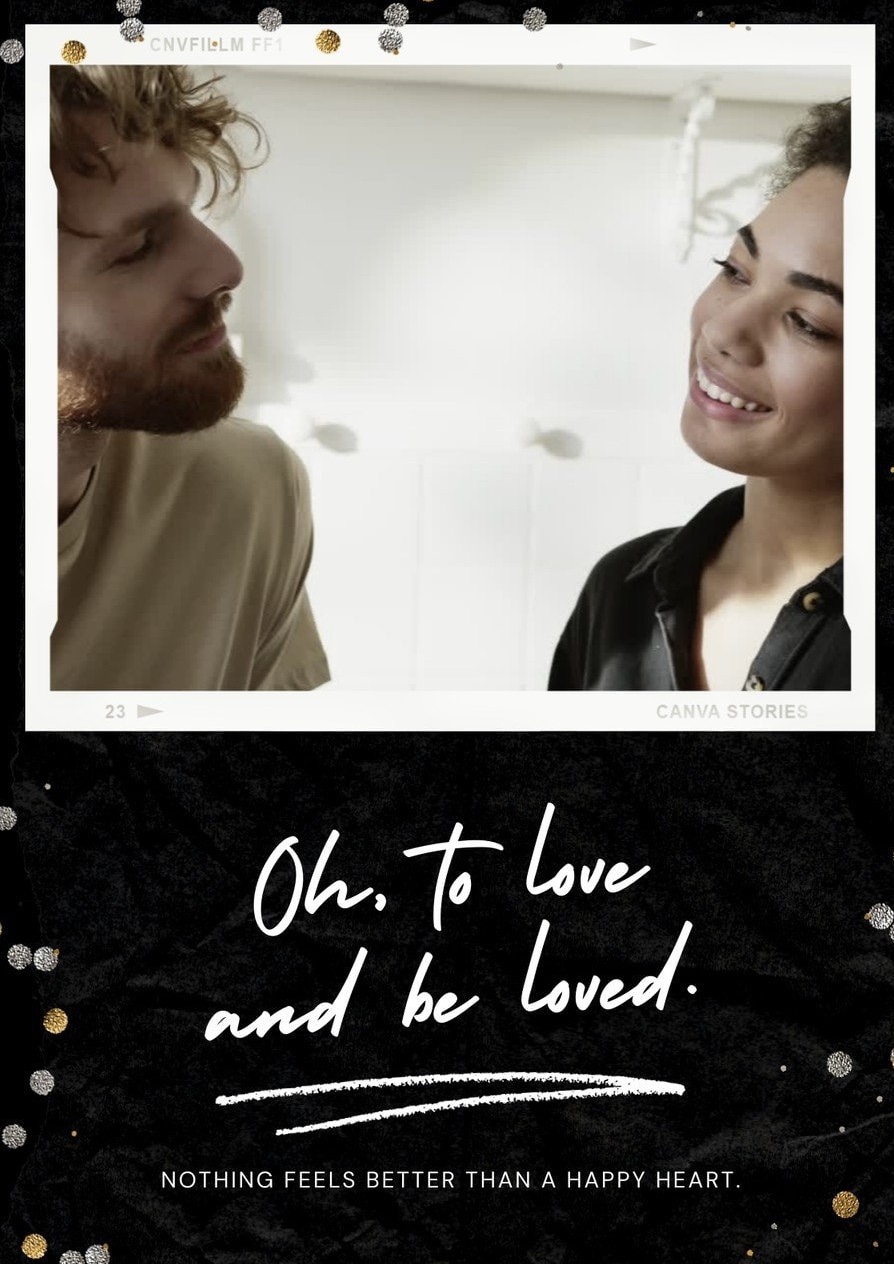 CNVFILLM FF1
23
CANVA STORIES
Oh, to love
and be loved.
NOTHING FEELS BETTER THAN A HAPPY HEART.